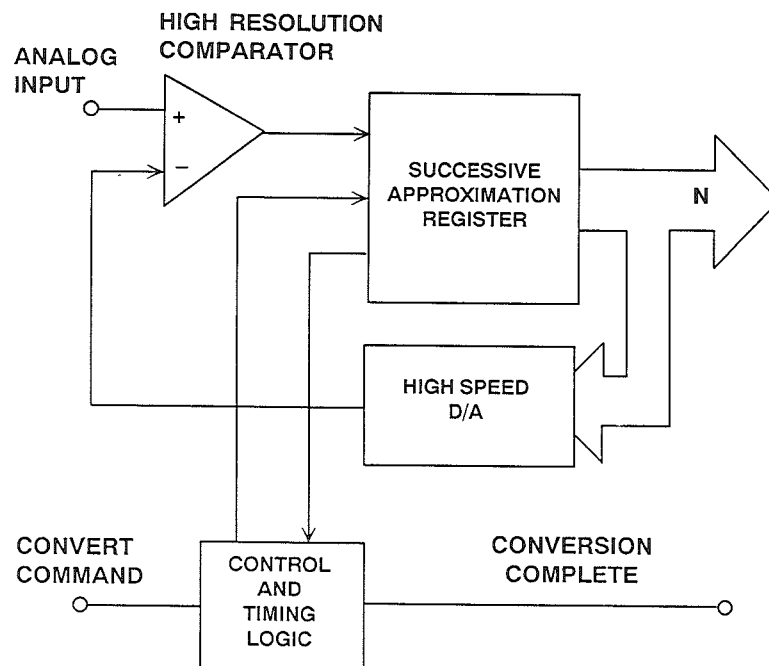 HIGH RESOLUTION
COMPARATOR
ANALOG
INPUT
+
−
SUCCESSIVE
APPROXIMATION
REGISTER
N
HIGH SPEED
D/A
CONVERT
COMMAND
CONTROL
AND
TIMING
LOGIC
CONVERSION
COMPLETE